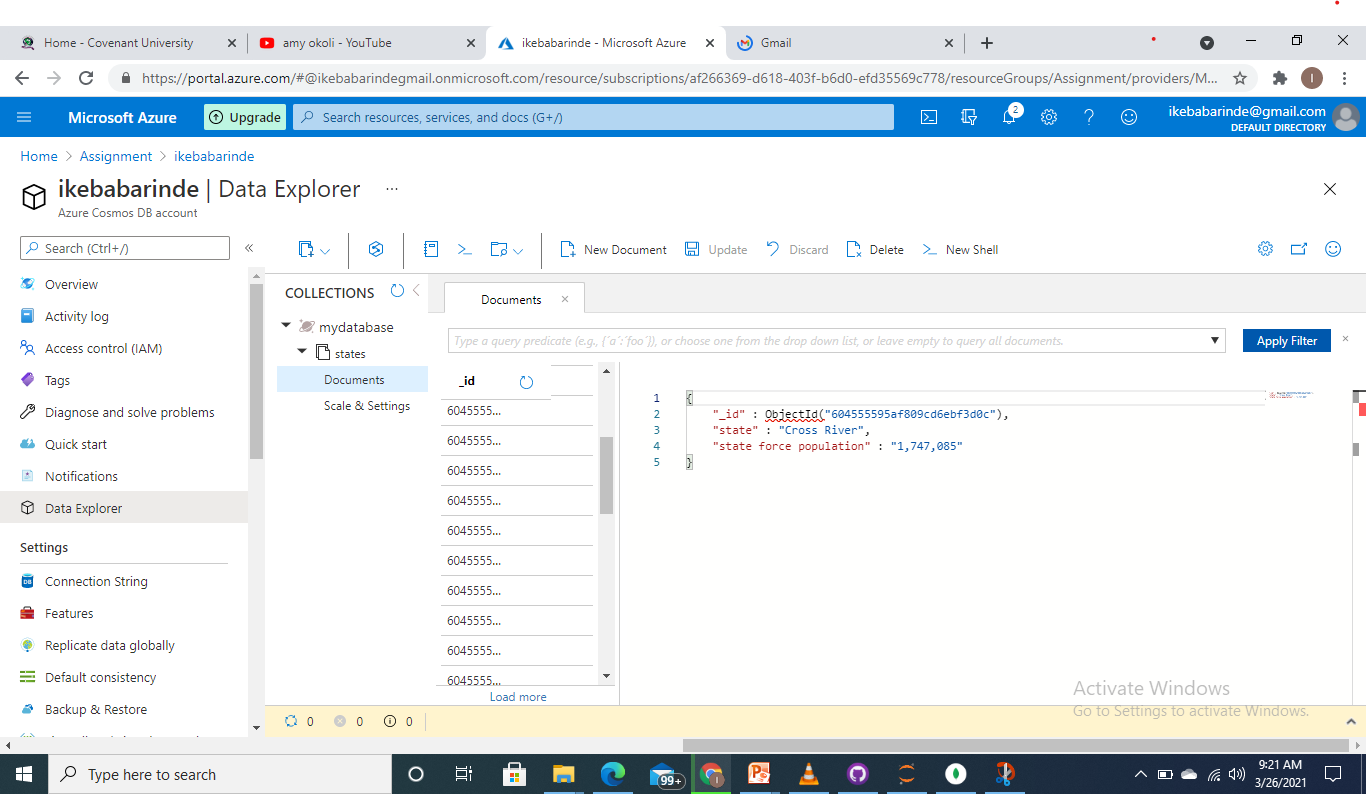 Home - Covenant University
amy okoli - YouTube
ikebabarinde - Microsoft Azure
Gmail
https://portal.azure.com/#@ikebabarindegmail.onmicrosoft.com/resource/subscriptions/af266369-d618-403f-b6d0-efd35569c778/resourceGroups/Assignment/providers/M...
I
Microsoft Azure
Upgrade
Search resources, services, and docs (G+/)
2
ikebabarinde@gmail.com
DEFAULT DIRECTORY
Home > Assignment > ikebabarinde
ikebabarinde | Data Explorer ...
Azure Cosmos DB account
Search (Ctrl+/)
«
New Document
Update
Discard
Delete
New Shell
Overview
Activity log
Access control (IAM)
Tags
Diagnose and solve problems
Quick start
Notifications
Data Explorer
Settings
Connection String
Features
Replicate data globally
Default consistency
Backup & Restore
COLLECTIONS
mydatabase
states
Documents
Scale & Settings
Documents
Type a query predicate (e.g., {´a´:´foo´}), or choose one from the drop down list, or leave empty to query all documents.
Apply Filter
_id
6045555...
6045555...
6045555...
6045555...
6045555...
6045555...
6045555...
6045555...
6045555...
6045555...
Load more
1 {
2 "_id" : ObjectId("604555595af809cd6ebf3d0c"),
3 "state" : "Cross River",
4 "state force population" : "1,747,085"
5 }
0 0 0
Activate Windows
Go to Settings to activate Windows.
Type here to search
99+
9:21 AM
3/26/2021